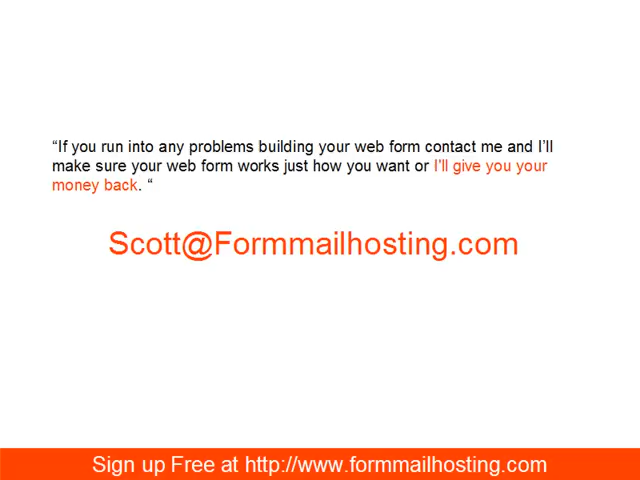 “If you run into any problems building your web form contact me and I’ll
make sure your web form works just how you want or I'll give you your
money back. “
Scott@Formmailhosting.com
Sign up Free at http://www.formmailhosting.com